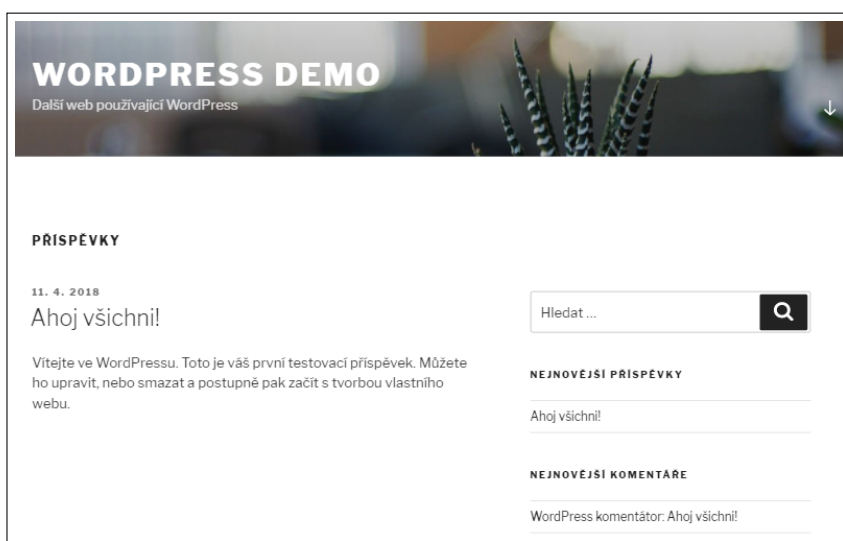 WORDPRESS DEMO
Další web používající WordPress
PŘÍSPĚVKY
11. 4. 2018
Ahoj všichni!
Vítejte ve WordPressu. Toto je váš první testovací příspěvek. Můžete
ho upravit, nebo smazat a postupně pak začít s tvorbou vlastního
webu.
Hledat ...
NEJNOVĚJŠÍ PŘÍSPĚVKY
Ahoj všichni!
NEJNOVĚJŠÍ KOMENTÁŘE
WordPress komentátor: Ahoj všichni!